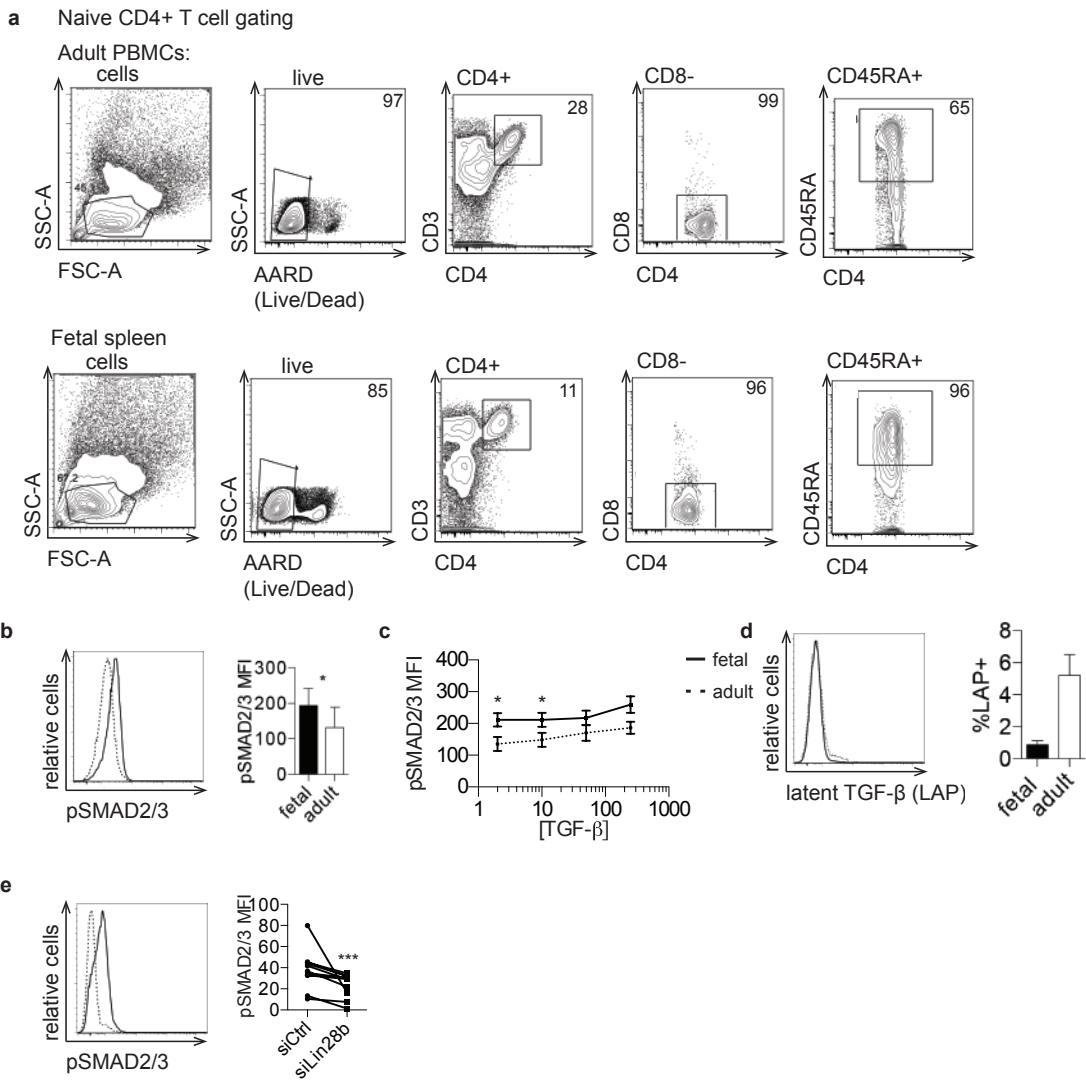 a Naive CD4+ T cell gating
Adult PBMCs:
cells
live
CD4+
CD8-
CD45RA+
97
28
99
65
SSC-A
SSC-A
CD3
CD8
CD45RA
FSC-A
AARD
(Live/Dead)
CD4
CD4
CD4
Fetal spleen
cells
live
CD4+
CD8-
CD45RA+
85
11
96
96
SSC-A
SSC-A
CD3
CD8
CD45RA
FSC-A
AARD
(Live/Dead)
CD4
CD4
CD4
b
relative cells
pSMAD2/3
pSMAD2/3 MFI
300
200
100
0
*
fetal
adult
c
pSMAD2/3 MFI
400
300
200
100
0
* *
1 10 100 1000
[TGF-β]
fetal
adult
d
relative cells
latent TGF-β (LAP)
%LAP+
8
6
4
2
0
fetal
adult
e
relative cells
pSMAD2/3
pSMAD2/3 MFI
100
80
60
40
20
0
***
siCtrl
siLin28b